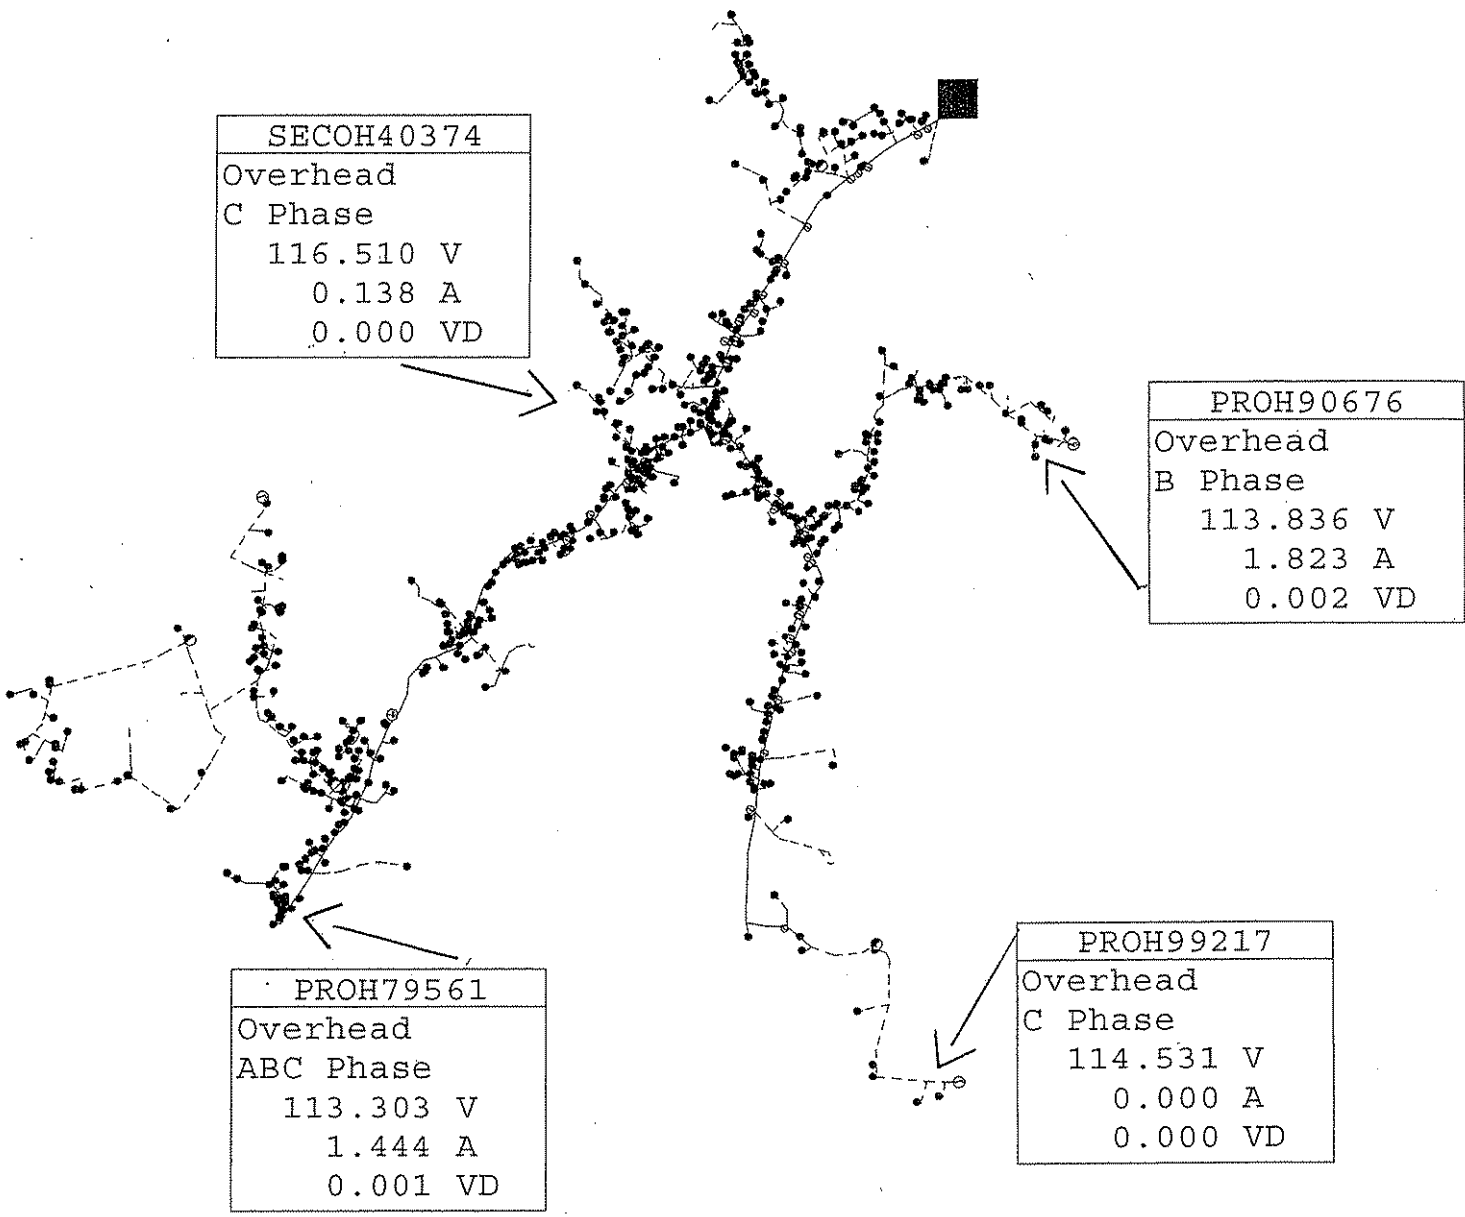 SECOH40374
Overhead
C Phase
116.510 V
0.138 A
0.000 VD
PROH90676
Overhead
B Phase
113.836 V
1.823 A
0.002 VD
PROH79561
Overhead
ABC Phase
113.303 V
1.444 A
0.001 VD
PROH99217
Overhead
C Phase
114.531 V
0.000 A
0.000 VD